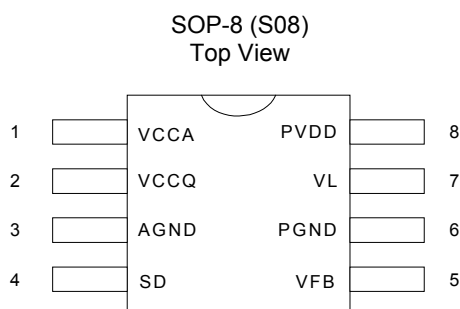 SOP-8 (S08)
Top View
1 VCCA PVDD 8
2 VCCQ VL 7
3 AGND PGND 6
4 SD VFB 5